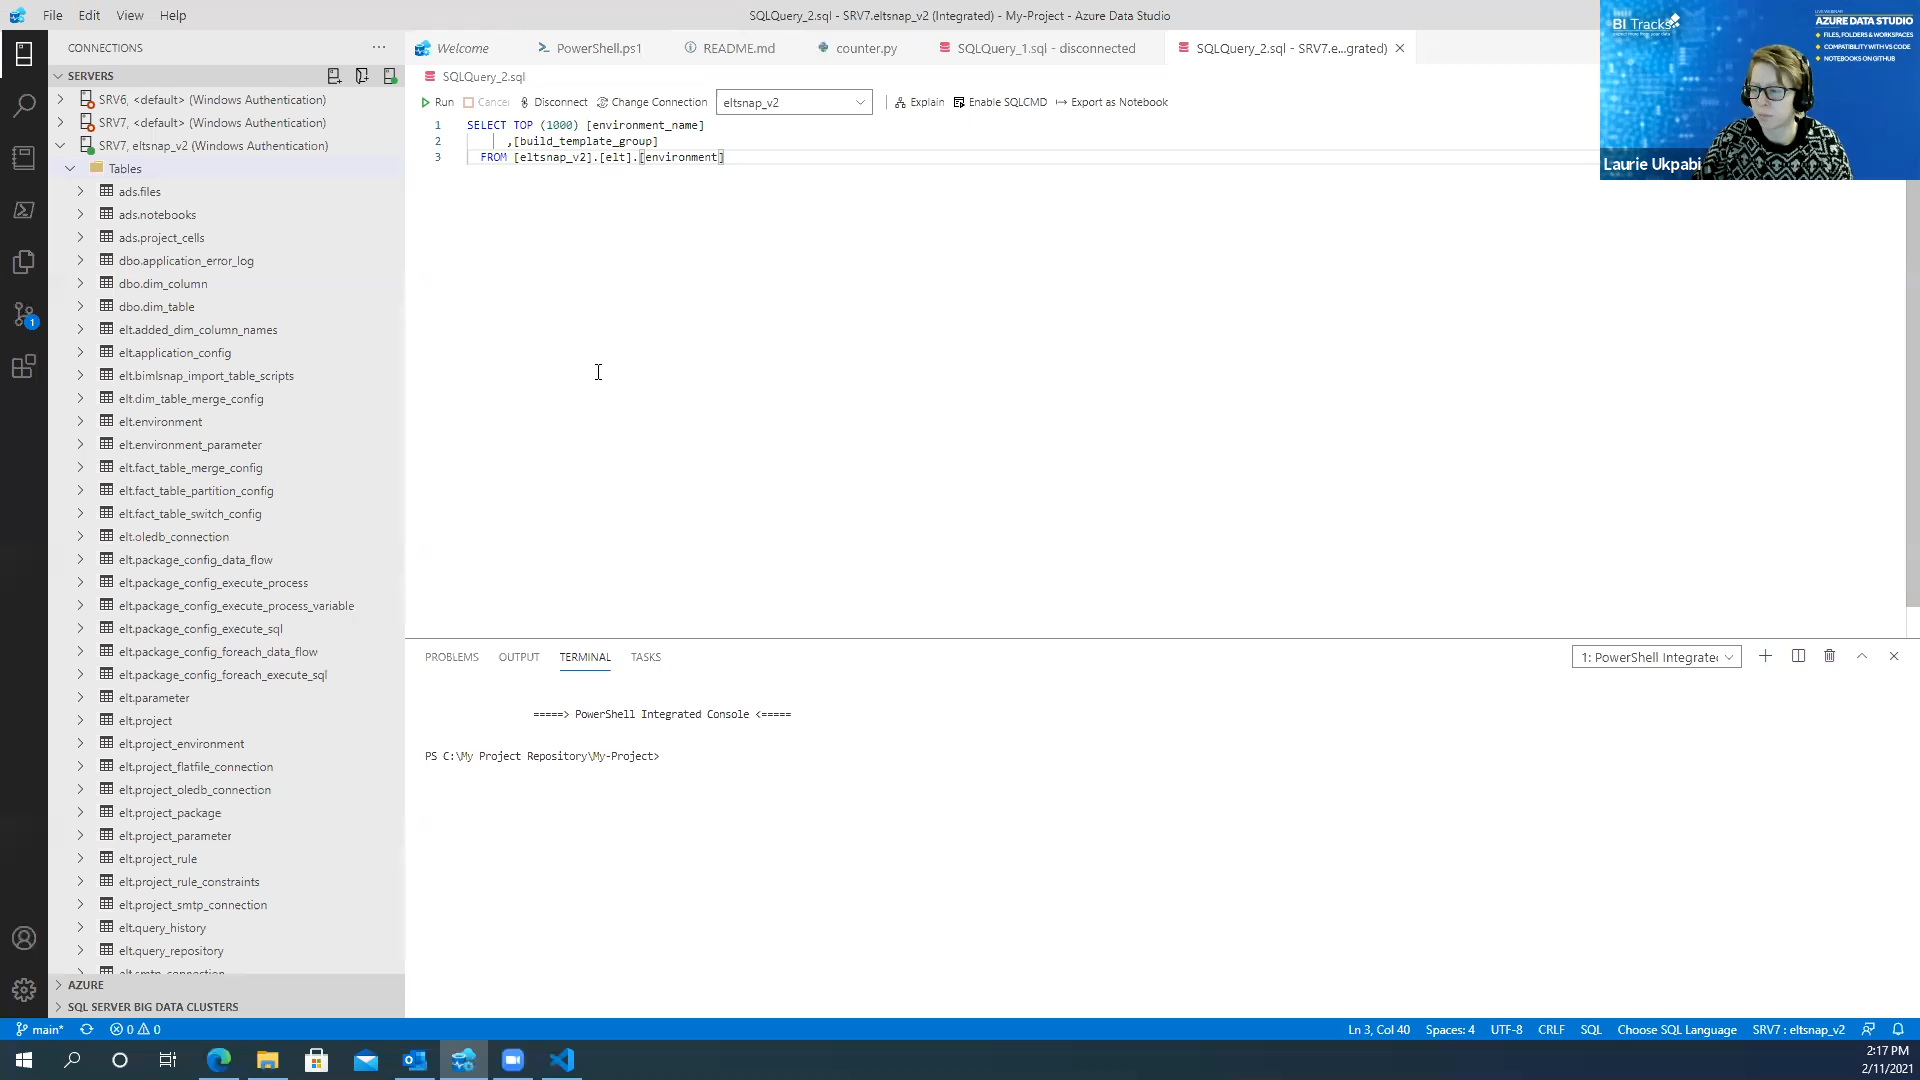 File Edit View Help
SQLQuery_2.sql - SRV7.eltsnap_v2 (Integrated) - My-Project - Azure Data Studio
CONNECTIONS
SERVERS
SRV6, <default> (Windows Authentication)
SRV7, <default> (Windows Authentication)
SRV7, eltsnap_v2 (Windows Authentication)
Tables
ads.files
ads.notebooks
ads.project_cells
dbo.application_error_log
dbo.dim_column
dbo.dim_table
elt.added_dim_column_names
elt.application_config
elt.bimlsnap_import_table_scripts
elt.dim_table_merge_config
elt.environment
elt.environment_parameter
elt.fact_table_merge_config
elt.fact_table_partition_config
elt.fact_table_switch_config
elt.oledb_connection
elt.package_config_data_flow
elt.package_config_execute_process
elt.package_config_execute_process_variable
elt.package_config_execute_sql
elt.package_config_foreach_data_flow
elt.package_config_foreach_execute_sql
elt.parameter
elt.project
elt.project_environment
elt.project_flatfile_connection
elt.project_oledb_connection
elt.project_package
elt.project_parameter
elt.project_rule
elt.project_rule_constraints
elt.project_smtp_connection
elt.query_history
elt.query_repository
elt.smtp_connection
AZURE
SQL SERVER BIG DATA CLUSTERS
Welcome PowerShell.ps1 README.md counter.py SQLQuery_1.sql - disconnected SQLQuery_2.sql - SRV7.e...grated)
SQLQuery_2.sql
Run Cancel Disconnect Change Connection eltsnap_v2 Explain Enable SQLCMD Export as Notebook
1 SELECT TOP (1000) [environment_name]
2 ,[build_template_group]
3 FROM [eltsnap_v2].[elt].[environment]
PROBLEMS OUTPUT TERMINAL TASKS
1: PowerShell Integrated
=====> PowerShell Integrated Console <=====
PS C:\My Project Repository\My-Project>
BI Tracks
LIVE WEBINAR
AZURE DATA STUDIO
FILES, FOLDERS & WORKSPACES
COMPATIBILITY WITH VS CODE
NOTEBOOKS ON GITHUB
Laurie Ukpabi
main* 0 0
Ln 3, Col 40 Spaces: 4 UTF-8 CRLF SQL Choose SQL Language SRV7 : eltsnap_v2
1
2:17 PM
2/11/2021